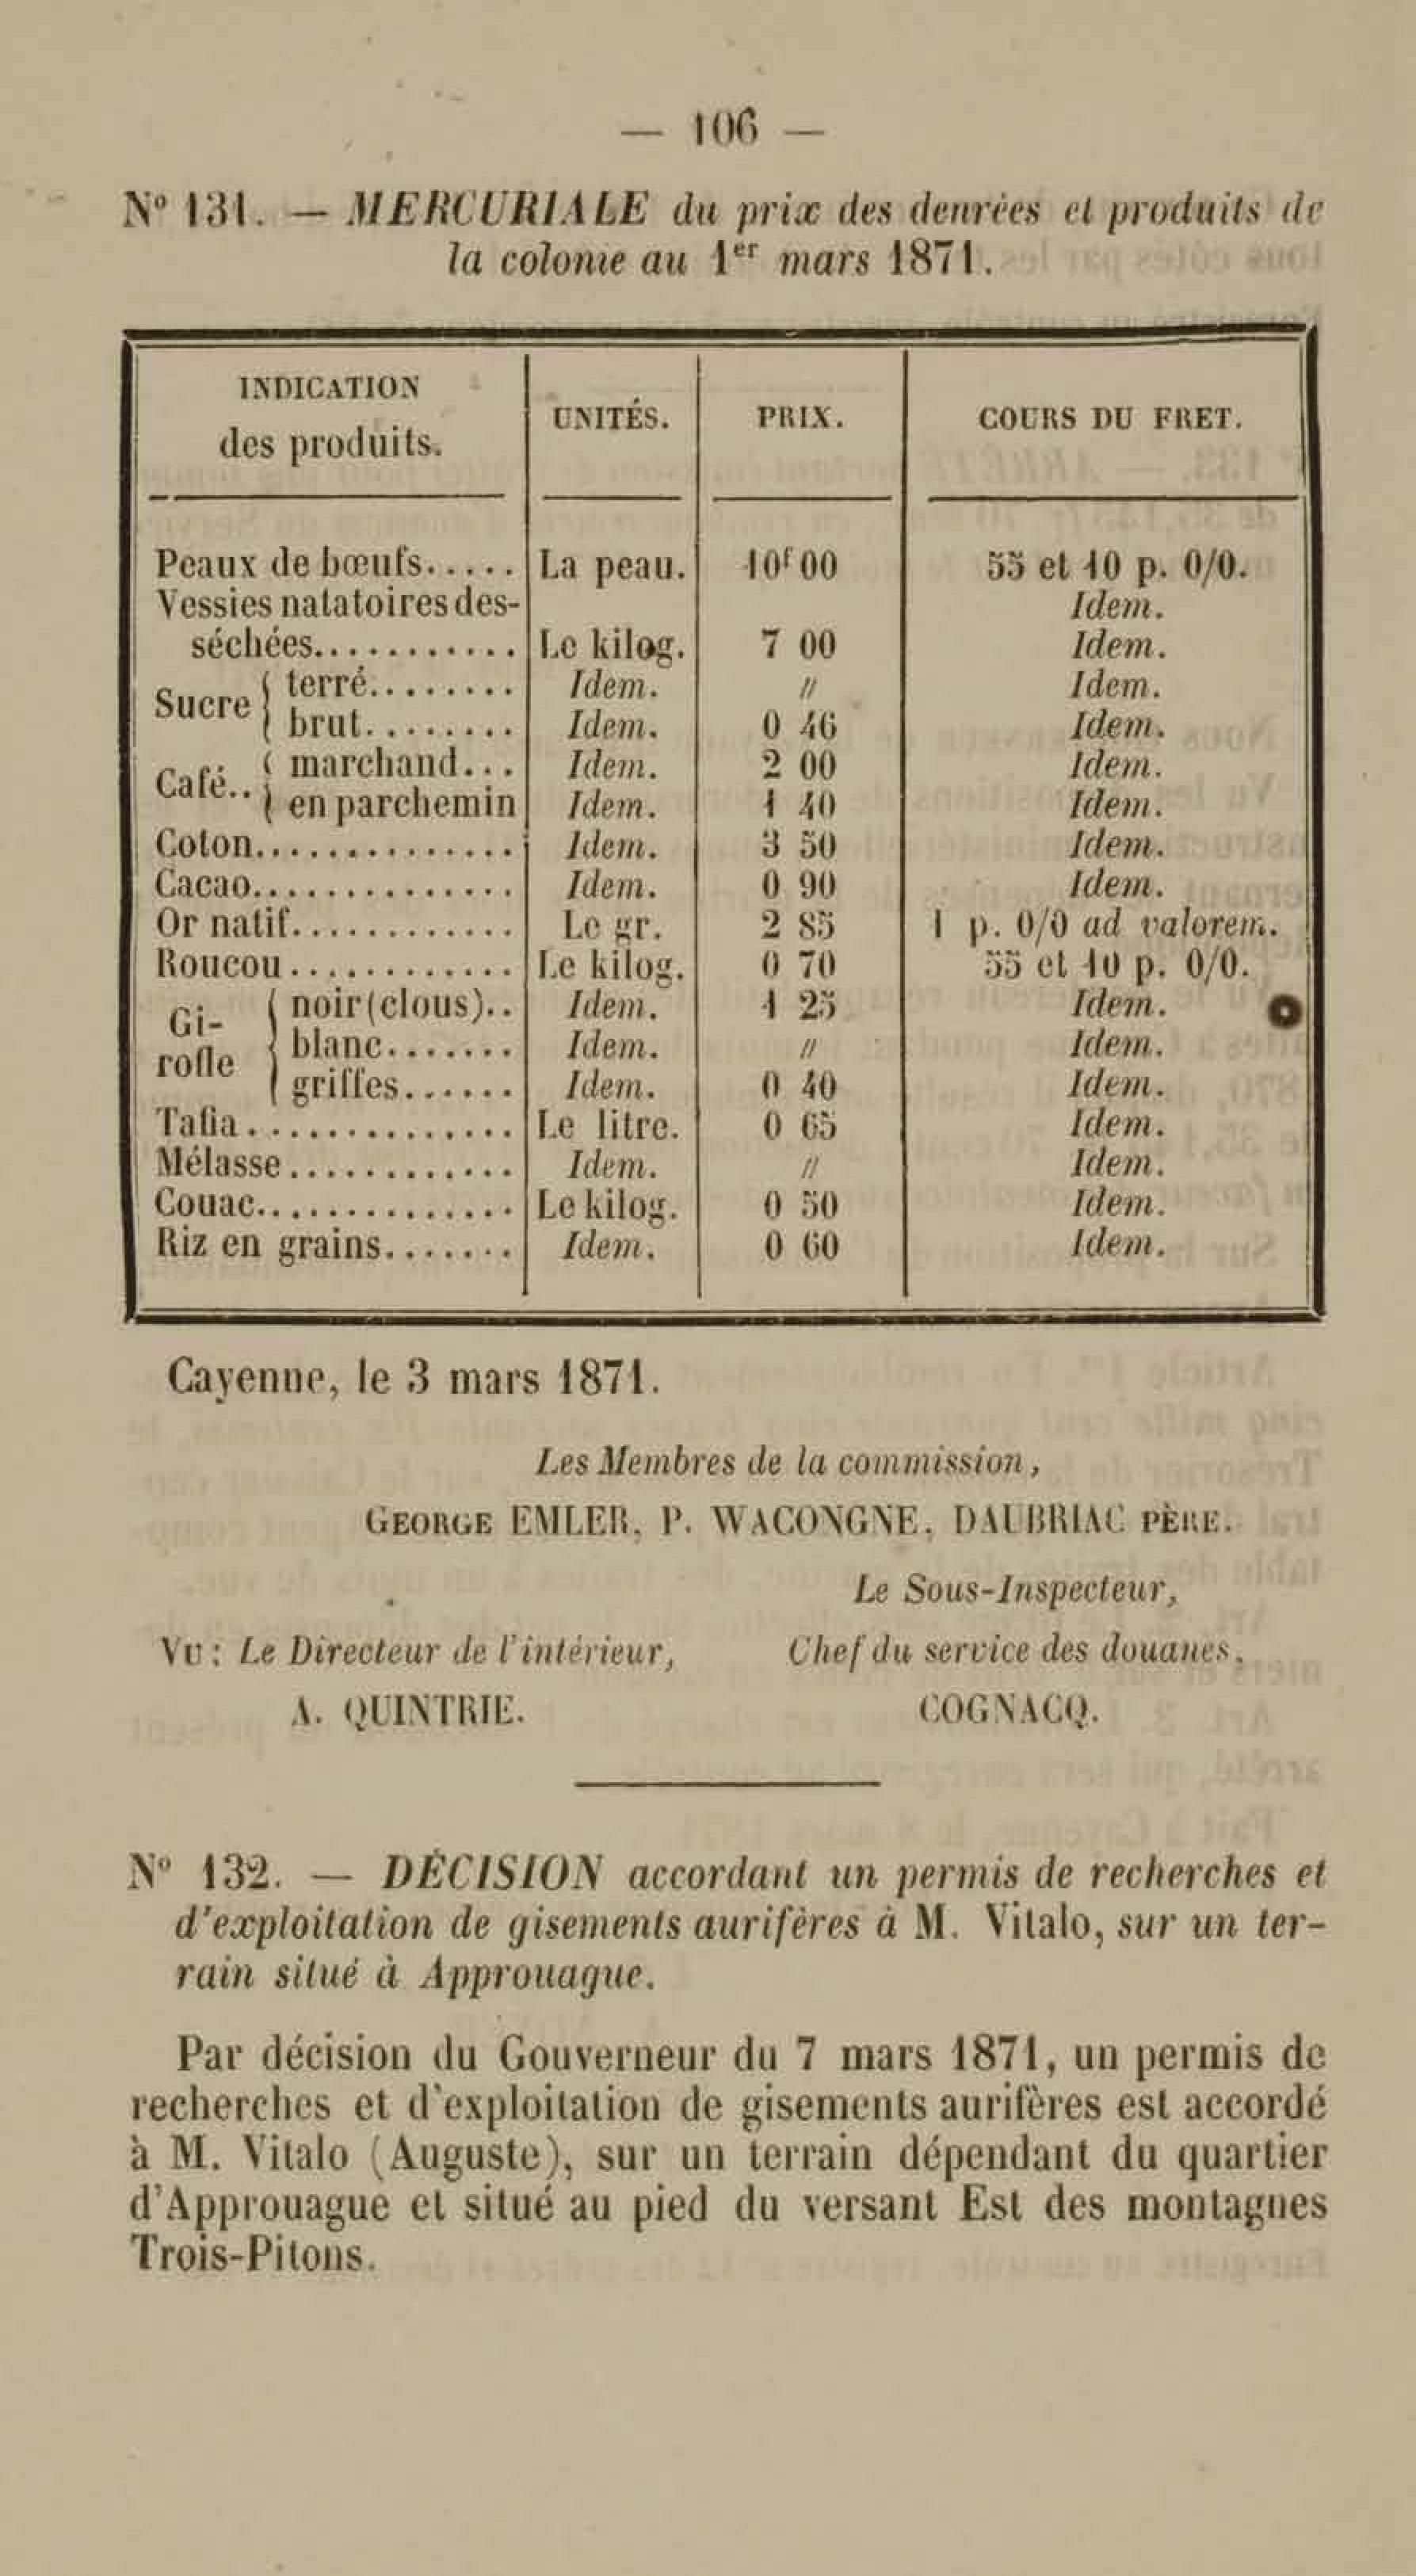 — 106 —
N° 131. — MERCURIALE du prix des denrées et produits de
la colonie au 1er mars 1871.
INDICATION
des produits.
UNITÉS.
PRIX.
COURS DU FRET.
Peaux de bœufs..... La peau. 10f 00 55 et 10 p. 0/0.
Vessies natatoires des- Idem.
séchées........... Le kilog. 7 00 Idem.
Sucre { terré........ Idem. // Idem.
brut........ Idem. 0 46 Idem.
Café.. { marchand... Idem. 2 00 Idem.
en parchemin Idem. 1 40 Idem.
Coton.............. Idem. 3 50 Idem.
Cacao.............. Idem. 0 90 Idem.
Or natif............ Le gr. 2 85 1 p. 0/0 ad valorem.
Roucou............. Le kilog. 0 70 55 et 10 p. 0/0.
Gi-
rofle { noir (clous).. Idem. 1 25 Idem.
blanc....... Idem. // Idem.
griffes...... Idem. 0 40 Idem.
Tafia............... Le litre. 0 65 Idem.
Mélasse............ Idem. // Idem.
Couac.............. Le kilog. 0 50 Idem.
Riz en grains....... Idem. 0 60 Idem.
Cayenne, le 3 mars 1871.
Les Membres de la commission,
GEORGE EMLER, P. WACONGNE, DAUBRIAC PÈRE.
Le Sous-Inspecteur,
Vu : Le Directeur de l'intérieur, Chef du service des douanes,
A. QUINTRIE. COGNACQ.
N° 132. — DÉCISION accordant un permis de recherches et
d'exploitation de gisements aurifères à M. Vitalo, sur un ter-
rain situé à Approuague.
Par décision du Gouverneur du 7 mars 1871, un permis de
recherches et d'exploitation de gisements aurifères est accordé
à M. Vitalo (Auguste), sur un terrain dépendant du quartier
d'Approuague et situé au pied du versant Est des montagnes
Trois-Pitons.